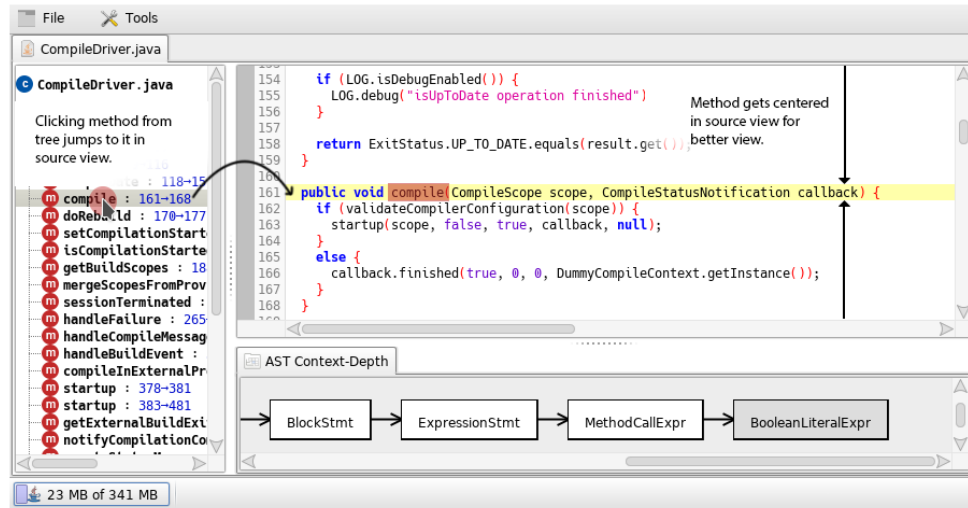 File Tools
CompileDriver.java
C CompileDriver.java
Clicking method from
tree jumps to it in
source view.
118→15
compile : 161→168
doRebuild : 170→177
setCompilationStart
isCompilationStarte
getBuildScopes : 18
mergeScopesFromProv
sessionTerminated :
handleFailure : 265
handleCompileMessag
handleBuildEvent :
compileInExternalPr
startup : 378→381
startup : 383→481
getExternalBuildExi
notifyCompilationCo
154 if (LOG.isDebugEnabled()) {
155 LOG.debug("isUpToDate operation finished")
156 }
157
158 return ExitStatus.UP_TO_DATE.equals(result.get());
159 }
160
161 public void compile(CompileScope scope, CompileStatusNotification callback) {
162 if (validateCompilerConfiguration(scope)) {
163 startup(scope, false, true, callback, null);
164 }
165 else {
166 callback.finished(true, 0, 0, DummyCompileContext.getInstance());
167 }
168 }
Method gets centered
in source view for
better view.
AST Context-Depth
BlockStmt ExpressionStmt MethodCallExpr BooleanLiteralExpr
23 MB of 341 MB